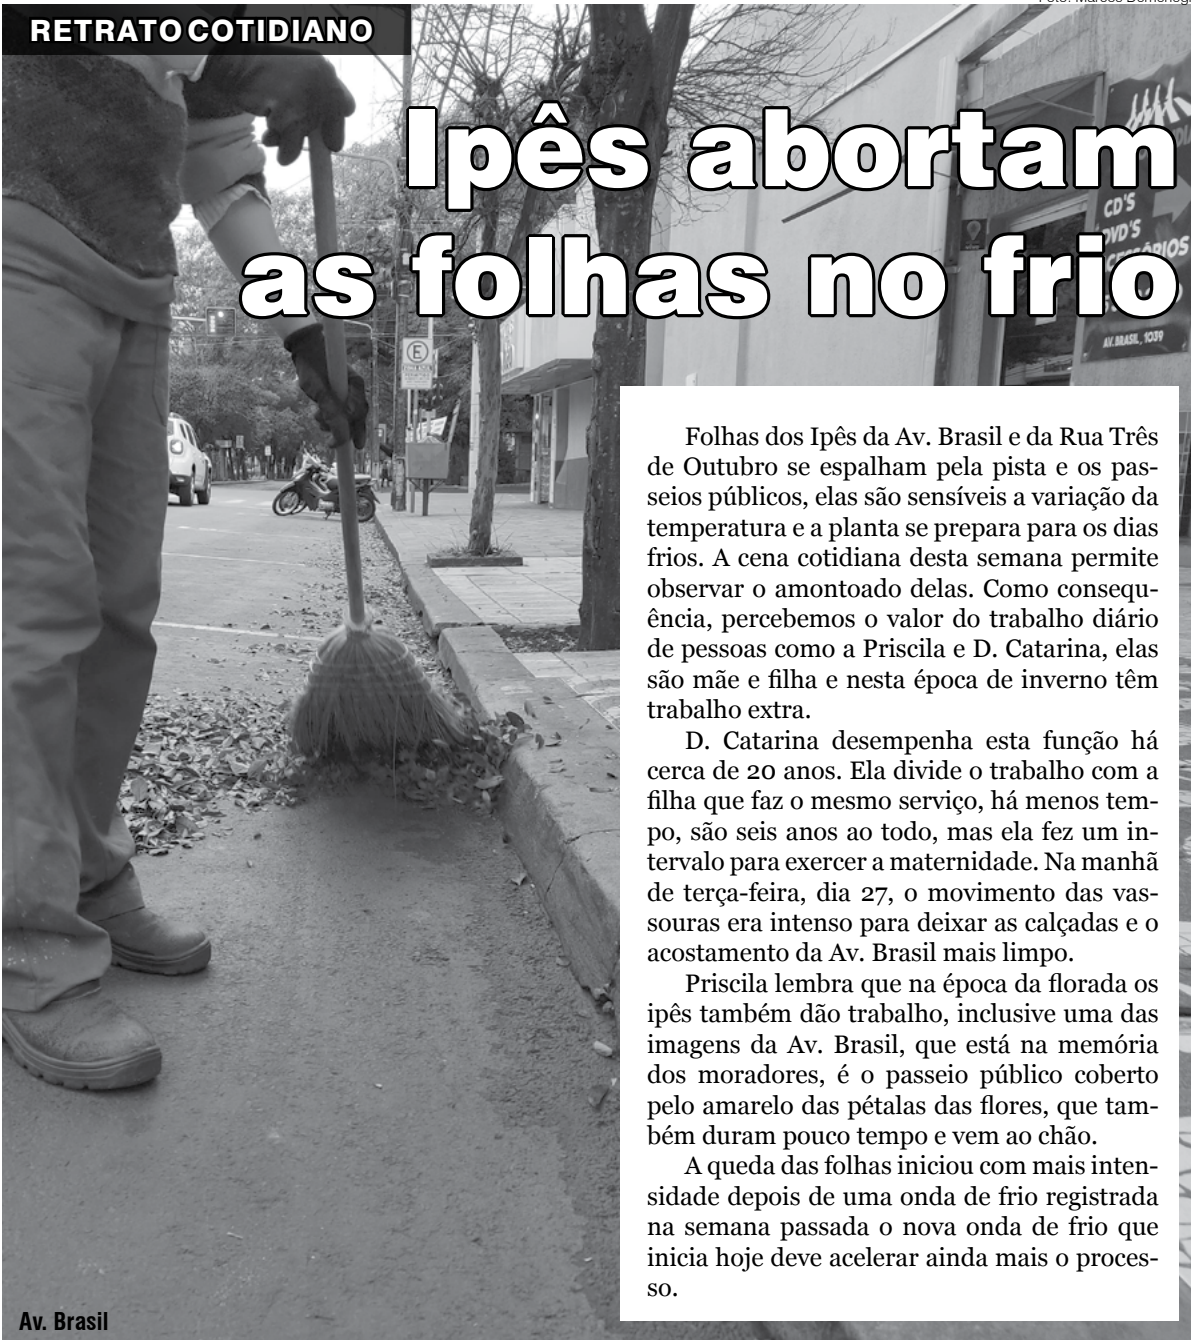 RETRATO COTIDIANO
Ipês abortam
as folhas no frio
CD'S
DVD'S
AV. BRASIL, 1039
E
Folhas dos Ipês da Av. Brasil e da Rua Três
de Outubro se espalham pela pista e os pas-
seios públicos, elas são sensíveis a variação da
temperatura e a planta se prepara para os dias
frios. A cena cotidiana desta semana permite
observar o amontoado delas. Como consequ-
ência, percebemos o valor do trabalho diário
de pessoas como a Priscila e D. Catarina, elas
são mãe e filha e nesta época de inverno têm
trabalho extra.
D. Catarina desempenha esta função há
cerca de 20 anos. Ela divide o trabalho com a
filha que faz o mesmo serviço, há menos tem-
po, são seis anos ao todo, mas ela fez um in-
tervalo para exercer a maternidade. Na manhã
de terça-feira, dia 27, o movimento das vas-
souras era intenso para deixar as calçadas e o
acostamento da Av. Brasil mais limpo.
Priscila lembra que na época da florada os
ipês também dão trabalho, inclusive uma das
imagens da Av. Brasil, que está na memória
dos moradores, é o passeio público coberto
pelo amarelo das pétalas das flores, que tam-
bém duram pouco tempo e vem ao chão.
A queda das folhas iniciou com mais inten-
sidade depois de uma onda de frio registrada
na semana passada o nova onda de frio que
inicia hoje deve acelerar ainda mais o proces-
so.
Av. Brasil